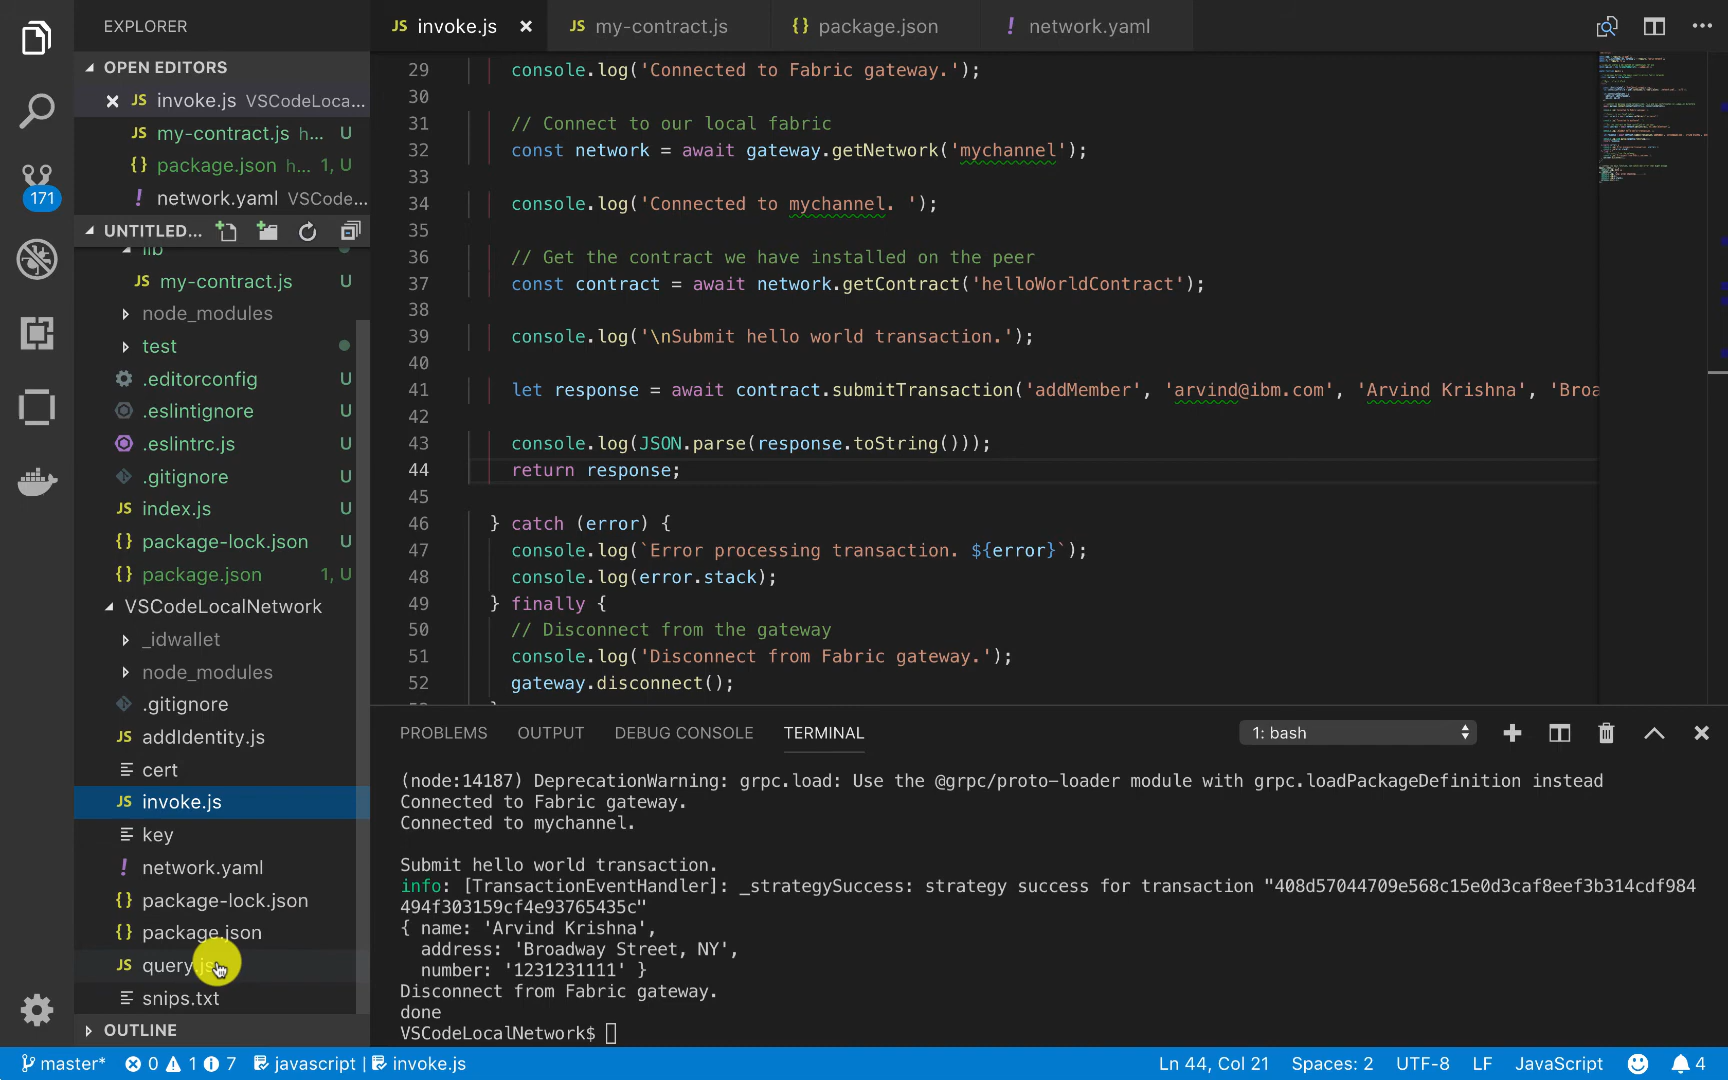 EXPLORER
OPEN EDITORS
JS invoke.js VSCodeLoca...
JS my-contract.js h... U
{} package.json h... 1, U
! network.yaml VSCode...
171
UNTITLED...
lib
JS my-contract.js U
node_modules
test
.editorconfig U
.eslintignore U
.eslintrc.js U
.gitignore U
JS index.js U
{} package-lock.json U
{} package.json 1, U
VSCodeLocalNetwork
_idwallet
node_modules
.gitignore
JS addIdentity.js
cert
JS invoke.js
key
! network.yaml
{} package-lock.json
{} package.json
JS query.js
snips.txt
OUTLINE
JS invoke.js JS my-contract.js {} package.json ! network.yaml
29 console.log('Connected to Fabric gateway.');
30
31 // Connect to our local fabric
32 const network = await gateway.getNetwork('mychannel');
33
34 console.log('Connected to mychannel. ');
35
36 // Get the contract we have installed on the peer
37 const contract = await network.getContract('helloWorldContract');
38
39 console.log('\nSubmit hello world transaction.');
40
41 let response = await contract.submitTransaction('addMember', 'arvind@ibm.com', 'Arvind Krishna', 'Broa
42
43 console.log(JSON.parse(response.toString()));
44 return response;
45
46 } catch (error) {
47 console.log(`Error processing transaction. ${error}`);
48 console.log(error.stack);
49 } finally {
50 // Disconnect from the gateway
51 console.log('Disconnect from Fabric gateway.');
52 gateway.disconnect();
PROBLEMS OUTPUT DEBUG CONSOLE TERMINAL 1: bash
(node:14187) DeprecationWarning: grpc.load: Use the @grpc/proto-loader module with grpc.loadPackageDefinition instead
Connected to Fabric gateway.
Connected to mychannel.
Submit hello world transaction.
info: [TransactionEventHandler]: _strategySuccess: strategy success for transaction "408d57044709e568c15e0d3caf8eef3b314cdf984
494f303159cf4e93765435c"
{ name: 'Arvind Krishna',
address: 'Broadway Street, NY',
number: '1231231111' }
Disconnect from Fabric gateway.
done
VSCodeLocalNetwork$
master* 0 1 7 javascript | invoke.js Ln 44, Col 21 Spaces: 2 UTF-8 LF JavaScript 4